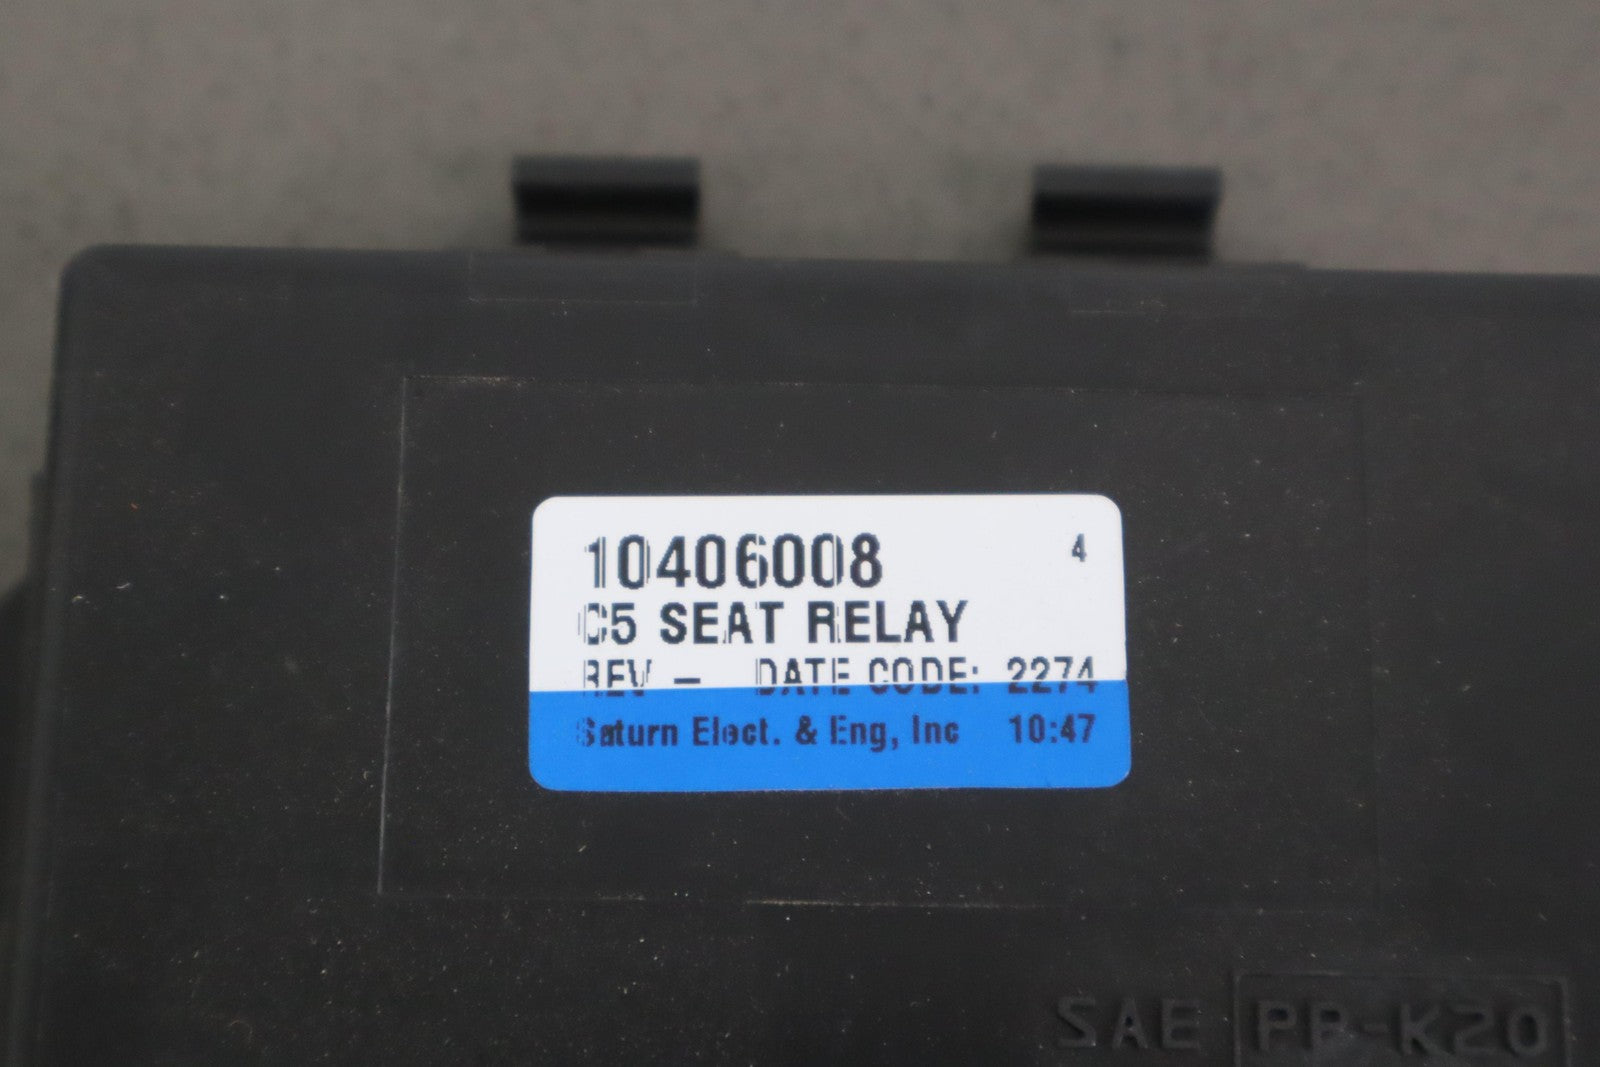 10406008 4
C5 SEAT RELAY
REV - DATE CODE: 2274
Saturn Elect. & Eng, Inc 10:47
SAE PP-K20